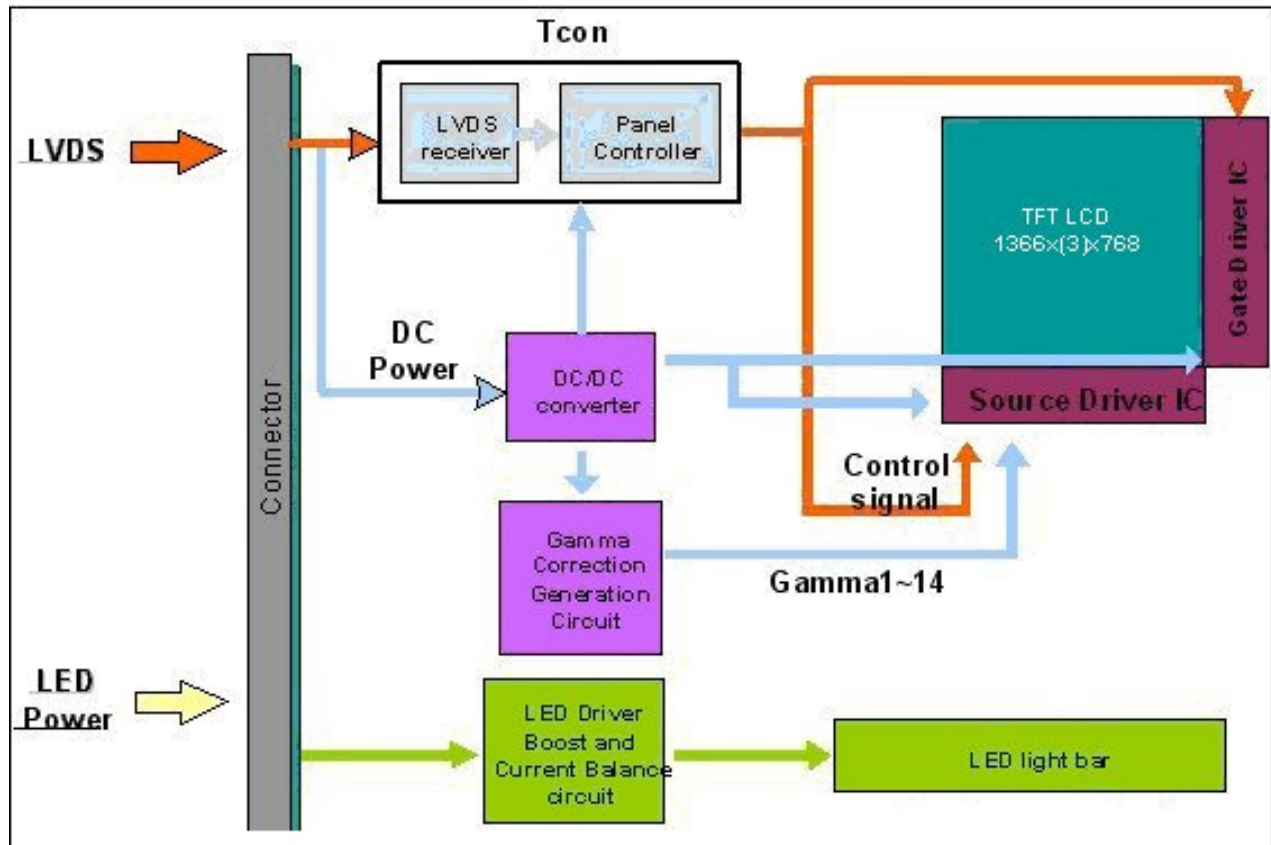 Tcon
LVDS
LVDS
receiver
Panel
Controller
TFT LCD
1366x(3)x768
Gate Driver IC
DC
Power
DC/DC
converter
Source Driver IC
Connector
Control
signal
Gamma
Correction
Generation
Circuit
Gamma1~14
LED
Power
LED Driver
Boost and
Current Balance
circuit
LED light bar